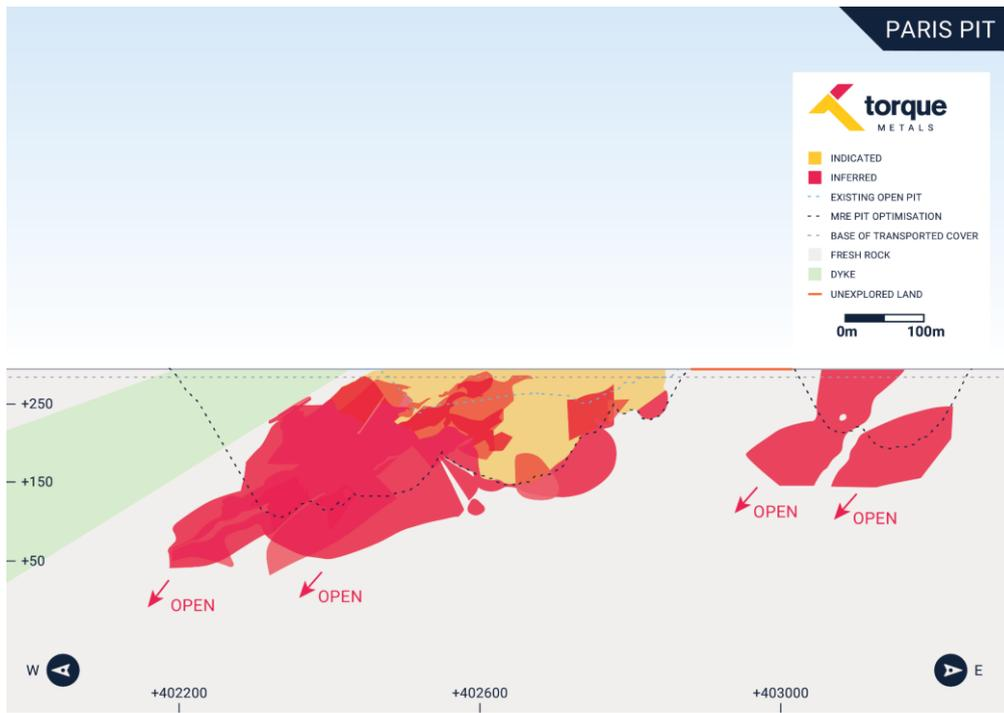 PARIS PIT
torque
METALS
INDICATED
INFERRED
EXISTING OPEN PIT
MRE PIT OPTIMISATION
BASE OF TRANSPORTED COVER
FRESH ROCK
DYKE
UNEXPLORED LAND
0m 100m
+250
+150
+50
OPEN
OPEN
OPEN
OPEN
W
E
+402200 +402600 +403000